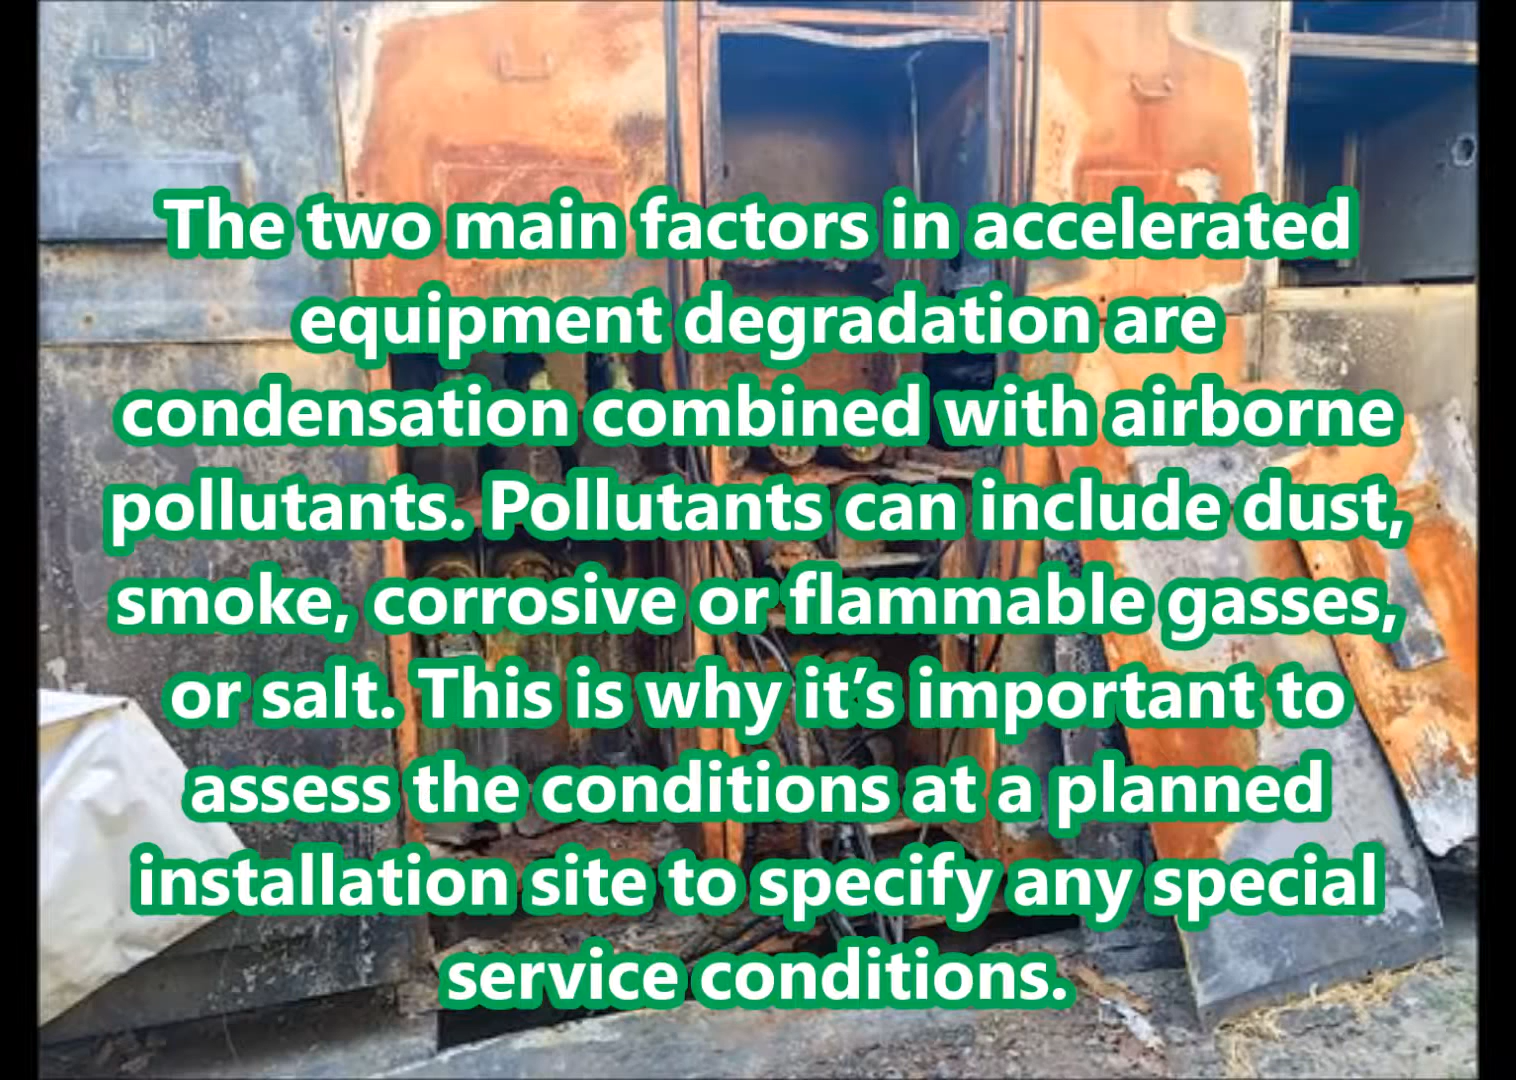 The two main factors in accelerated
equipment degradation are
condensation combined with airborne
pollutants. Pollutants can include dust,
smoke, corrosive or flammable gasses,
or salt. This is why it’s important to
assess the conditions at a planned
installation site to specify any special
service conditions.